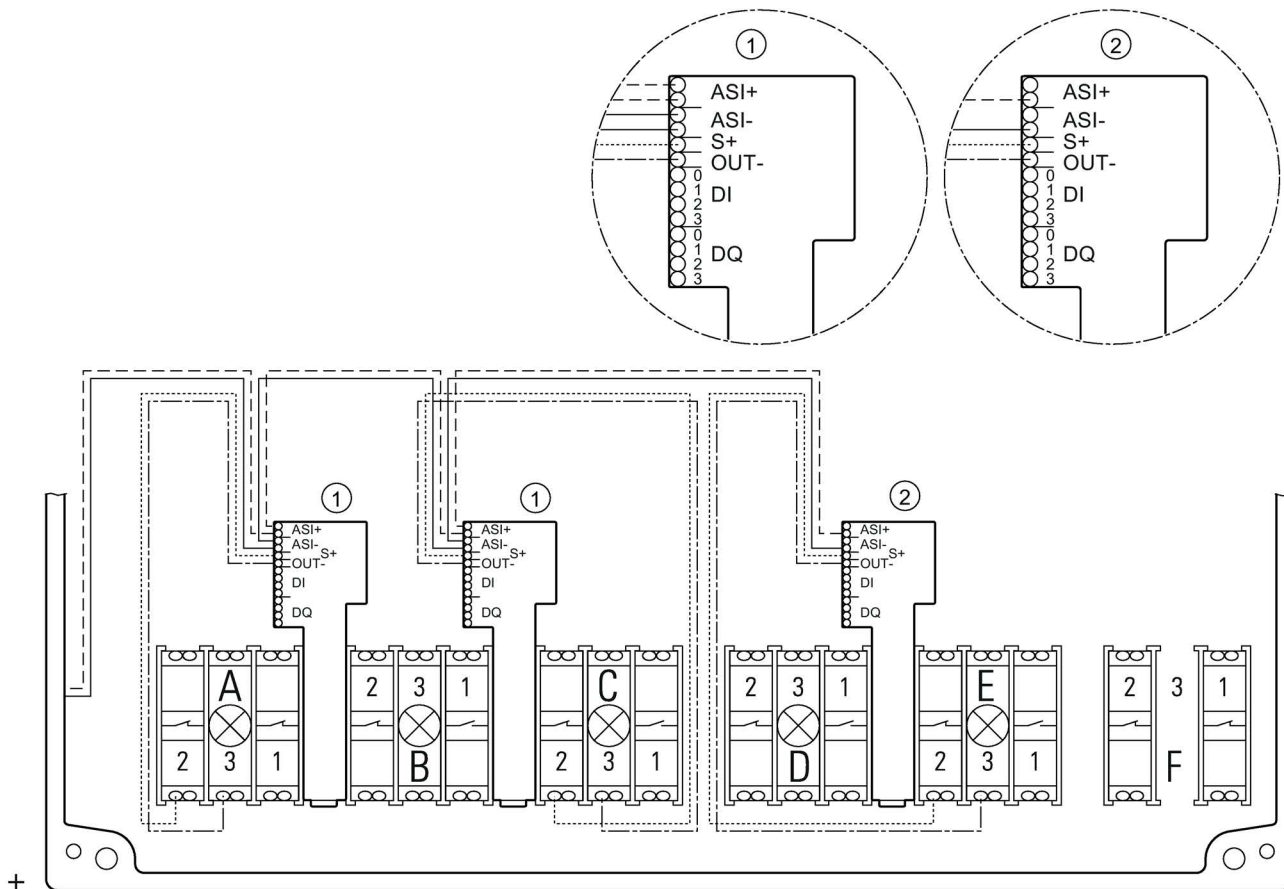 ① ②
ASI+ ASI+
ASI- ASI-
S+ S+
OUT- OUT-
0 0
1 DI 1 DI
2 2
3 3
0 0
1 DQ 1 DQ
2 2
3 3
① ① ②
ASI+ ASI+ ASI+
ASI- ASI- ASI-
S+ S+ S+
OUT- OUT- OUT-
DI DI DI
DQ DQ DQ
A 2 3 1 C 2 3 1 E 2 3 1
2 3 1 B 2 3 1 D 2 3 1 F
+